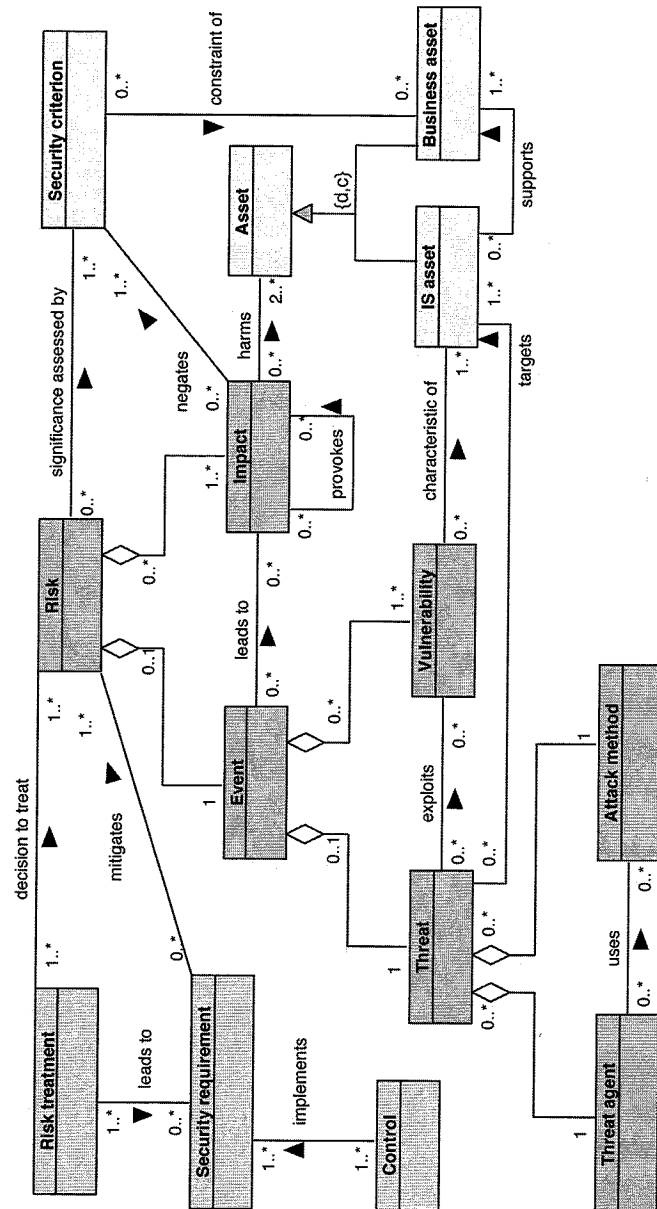 decision to treat
significance assessed by
Risk treatment
1..*
1..*
Risk
0..*
1..*
Security criterion
1..*
1..*
0..*
0..*
1..*
0..*
1..*
leads to
mitigates
negates
constraint of
0..*
0..*
Security requirement
1
Event
0..*
leads to
0..*
1..*
Impact
0..*
0..*
harms
2..*
Asset
1..*
implements
0..1
0..*
0..*
provokes
0..*
{d,c}
1..*
Control
1
Threat
0..*
exploits
0..*
1..*
Vulnerability
0..*
characteristic of
1..*
IS asset
0..*
Business asset
0..*
0..*
0..*
1..*
0..*
1..*
targets
supports
1
Threat agent
0..*
uses
0..*
1
Attack method